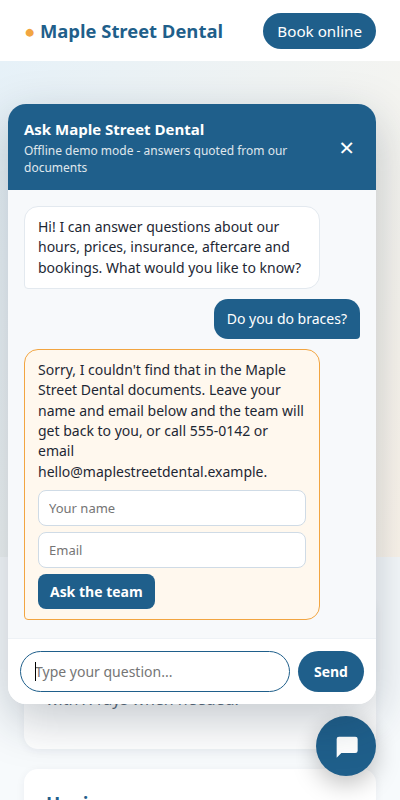 Maple Street Dental
Book online
Ask Maple Street Dental
Offline demo mode - answers quoted from our
documents
Hi! I can answer questions about our
hours, prices, insurance, aftercare and
bookings. What would you like to know?
Do you do braces?
Sorry, I couldn't find that in the Maple
Street Dental documents. Leave your
name and email below and the team will
get back to you, or call 555-0142 or
email
hello@maplestreetdental.example.
Your name
Email
Ask the team
Type your question...
Send